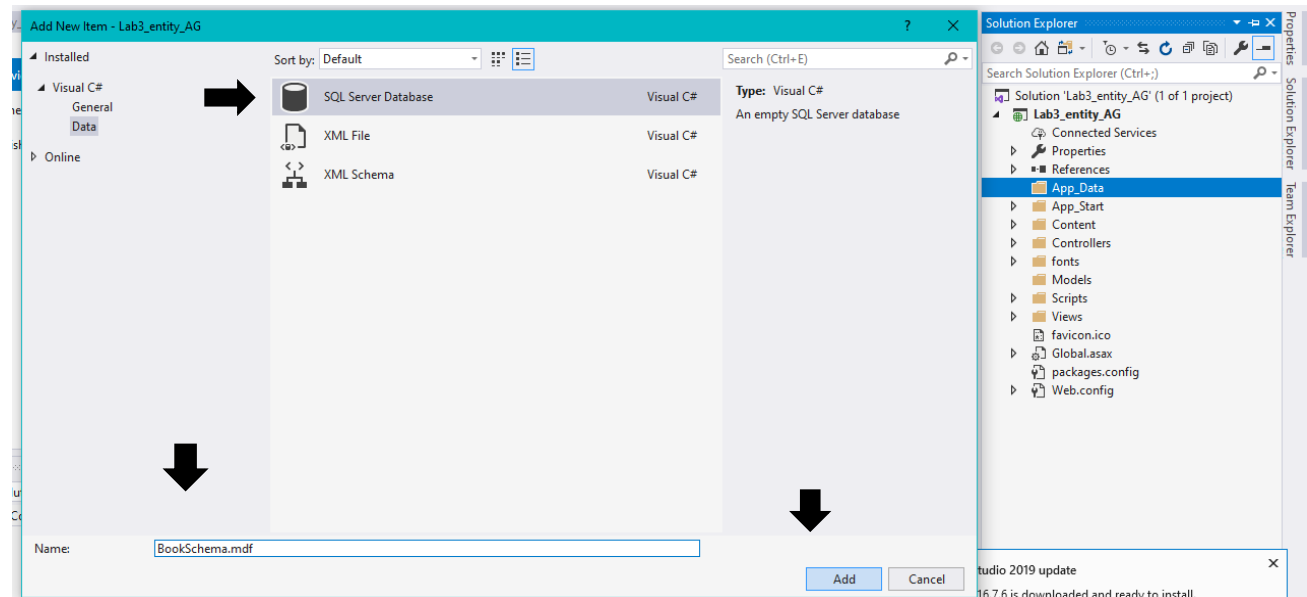 Add New Item - Lab3_entity_AG
?
Installed
Visual C#
General
Data
Online
Sort by: Default
SQL Server Database Visual C#
XML File Visual C#
XML Schema Visual C#
Search (Ctrl+E)
Type: Visual C#
An empty SQL Server database
Name: BookSchema.mdf
Add Cancel
Solution Explorer
Search Solution Explorer (Ctrl+;)
Solution 'Lab3_entity_AG' (1 of 1 project)
Lab3_entity_AG
Connected Services
Properties
References
App_Data
App_Start
Content
Controllers
fonts
Models
Scripts
Views
favicon.ico
Global.asax
packages.config
Web.config
Properties
Solution Explorer
Team Explorer
tudio 2019 update
16.7.6 is downloaded and ready to install.